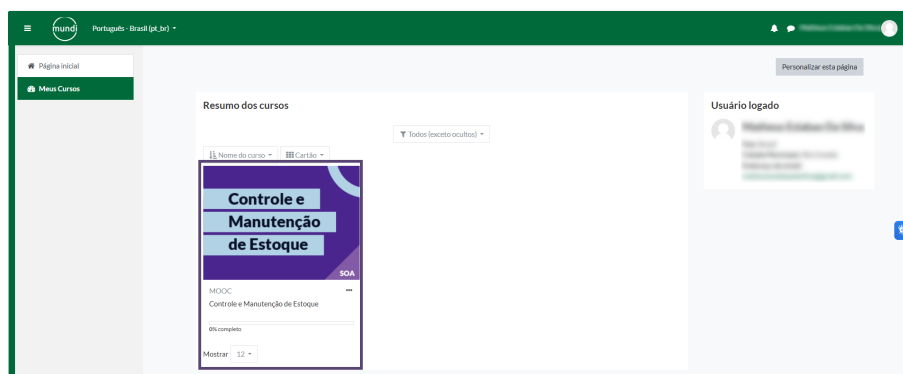 mundi
Português - Brasil (pt_br)
Página inicial
Meus Cursos
Personalizar esta página
Resumo dos cursos
Todos (exceto ocultos)
Nome do curso
Cartão
Controle e
Manutenção
de Estoque
SOA
MOOC
Controle e Manutenção de Estoque
0% completo
Mostrar 12
Usuário logado